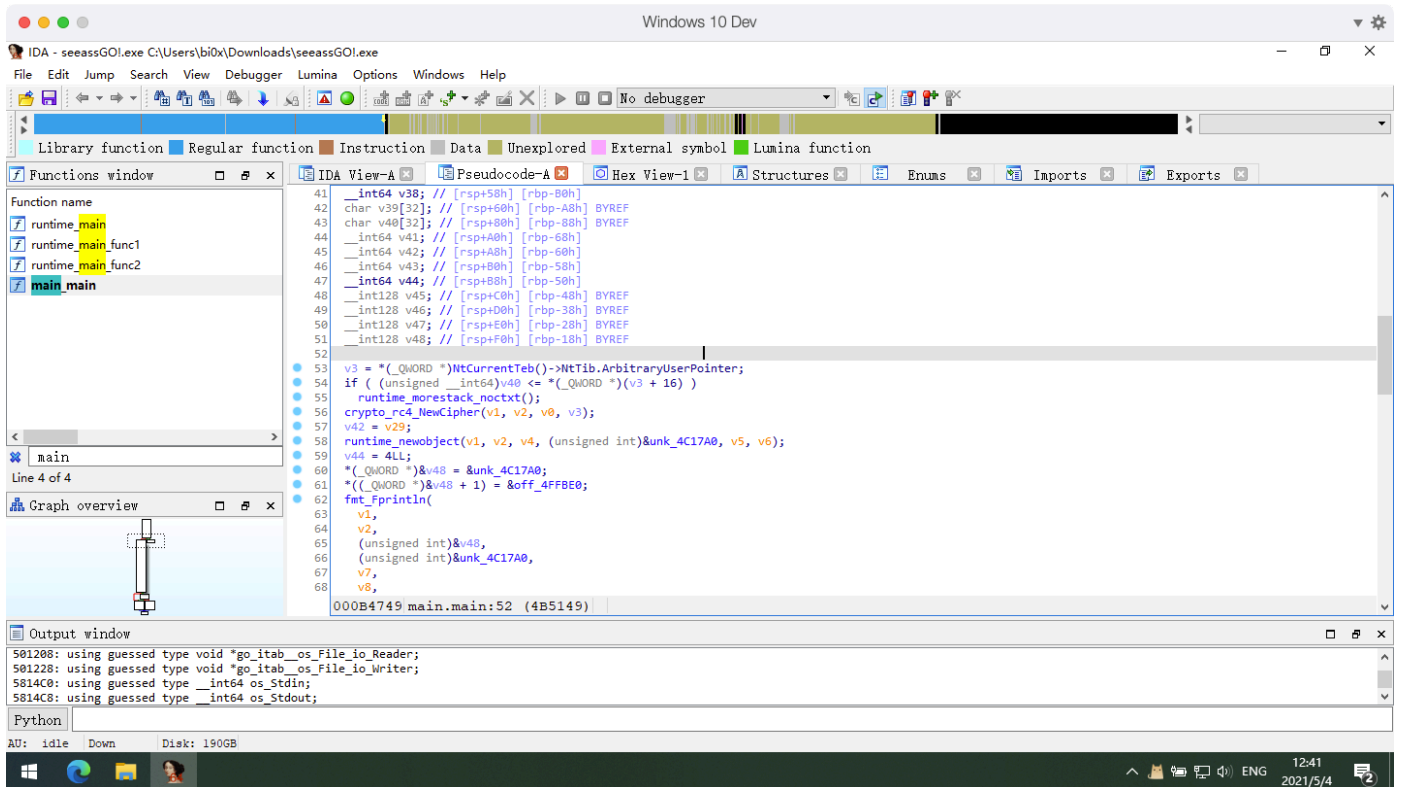 Windows 10 Dev
IDA - seeassGO!.exe C:\Users\bi0x\Downloads\seeassGO!.exe
File Edit Jump Search View Debugger Lumina Options Windows Help
No debugger
Library function Regular function Instruction Data Unexplored External symbol Lumina function
Functions window
IDA View-A Pseudocode-A Hex View-1 Structures Enums Imports Exports
Function name
runtime_main
runtime_main_func1
runtime_main_func2
main_main
main
Line 4 of 4
Graph overview
41 __int64 v38; // [rsp+58h] [rbp-B0h]
42 char v39[32]; // [rsp+60h] [rbp-A8h] BYREF
43 char v40[32]; // [rsp+80h] [rbp-88h] BYREF
44 __int64 v41; // [rsp+A0h] [rbp-68h]
45 __int64 v42; // [rsp+A8h] [rbp-60h]
46 __int64 v43; // [rsp+B0h] [rbp-58h]
47 __int64 v44; // [rsp+B8h] [rbp-50h]
48 __int128 v45; // [rsp+C0h] [rbp-48h] BYREF
49 __int128 v46; // [rsp+D0h] [rbp-38h] BYREF
50 __int128 v47; // [rsp+E0h] [rbp-28h] BYREF
51 __int128 v48; // [rsp+F0h] [rbp-18h] BYREF
52
53 v3 = *(_QWORD *)NtCurrentTeb()->NtTib.ArbitraryUserPointer;
54 if ( (unsigned __int64)v40 <= *(_QWORD *)(v3 + 16) )
55 runtime_morestack_noctxt();
56 crypto_rc4_NewCipher(v1, v2, v0, v3);
57 v42 = v29;
58 runtime_newobject(v1, v2, v4, (unsigned int)&unk_4C17A0, v5, v6);
59 v44 = 4LL;
60 *(_QWORD *)&v48 = &unk_4C17A0;
61 *((_QWORD *)&v48 + 1) = &off_4FFBE0;
62 fmt_Fprintln(
63 v1,
64 v2,
65 (unsigned int)&v48,
66 (unsigned int)&unk_4C17A0,
67 v7,
68 v8,
000B4749 main.main:52 (4B5149)
Output window
501208: using guessed type void *go_itab__os_File_io_Reader;
501228: using guessed type void *go_itab__os_File_io_Writer;
5814C0: using guessed type __int64 os_Stdin;
5814C8: using guessed type __int64 os_Stdout;
Python
AU: idle Down Disk: 190GB
ENG
12:41
2021/5/4
2